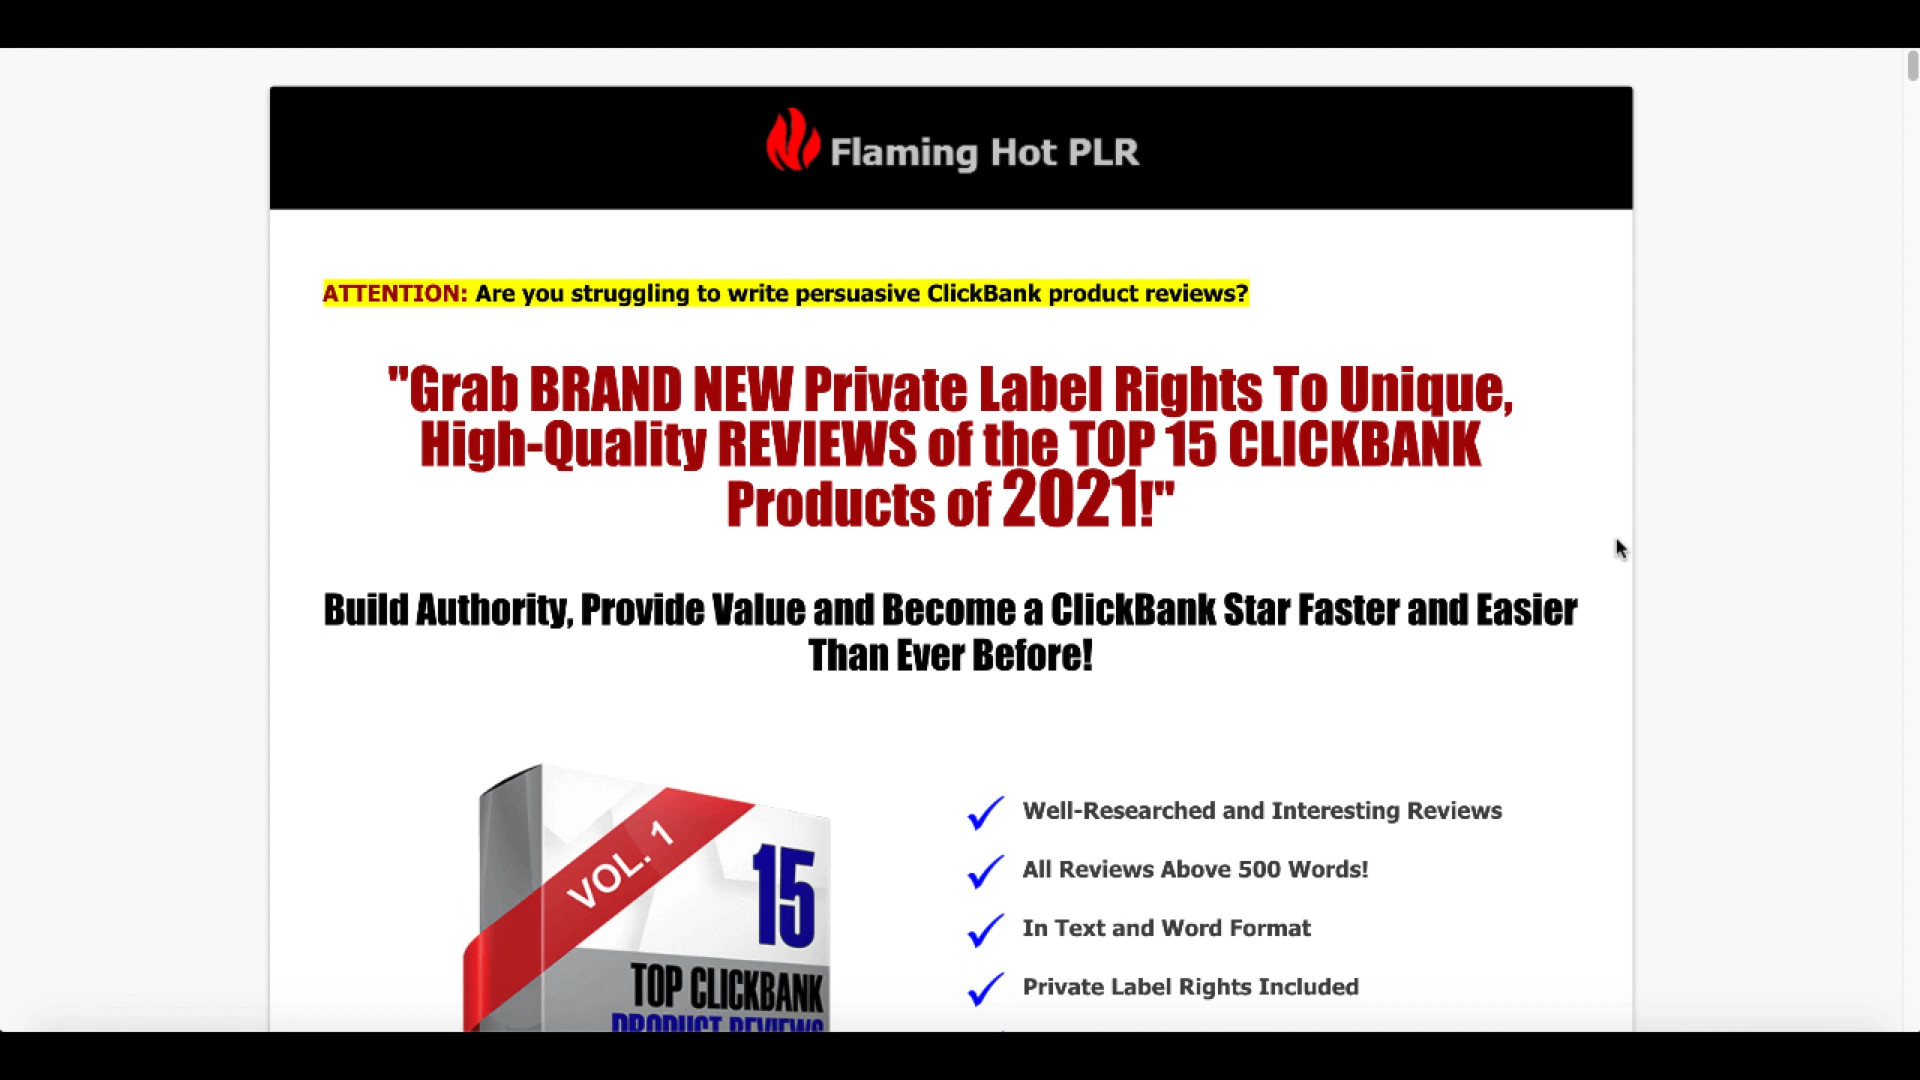 Flaming Hot PLR
ATTENTION: Are you struggling to write persuasive ClickBank product reviews?
"Grab BRAND NEW Private Label Rights To Unique,
High-Quality REVIEWS of the TOP 15 CLICKBANK
Products of 2021!"
Build Authority, Provide Value and Become a ClickBank Star Faster and Easier
Than Ever Before!
VOL. 1
15
TOP CLICKBANK
PRODUCT REVIEWS
Well-Researched and Interesting Reviews
All Reviews Above 500 Words!
In Text and Word Format
Private Label Rights Included